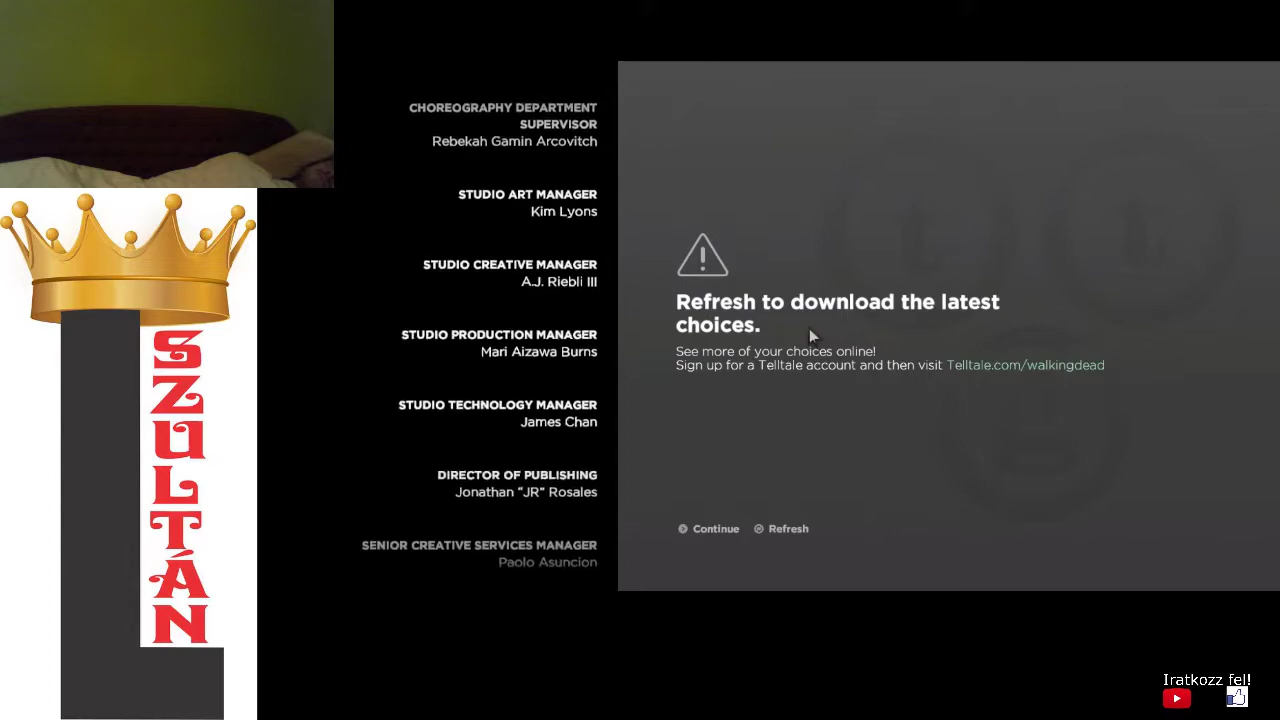 CHOREOGRAPHY DEPARTMENT
SUPERVISOR
Rebekah Gamin Arcovitch
STUDIO ART MANAGER
Kim Lyons
STUDIO CREATIVE MANAGER
A.J. Riebli III
STUDIO PRODUCTION MANAGER
Mari Aizawa Burns
STUDIO TECHNOLOGY MANAGER
James Chan
DIRECTOR OF PUBLISHING
Jonathan “JR” Rosales
SENIOR CREATIVE SERVICES MANAGER
Paolo Asuncion
Refresh to download the latest
choices.
See more of your choices online!
Sign up for a Telltale account and then visit Telltale.com/walkingdead
Continue Refresh
L SZULTÁN
Iratkozz fel!